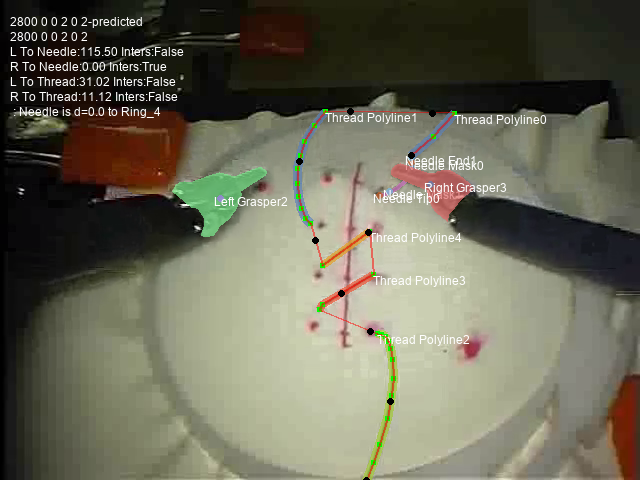 2800 0 0 2 0 2-predicted
2800 0 0 2 0 2
L To Needle:115.50 Inters:False
R To Needle:0.00 Inters:True
L To Thread:31.02 Inters:False
R To Thread:11.12 Inters:False
: Needle is d=0.0 to Ring_4
Thread Polyline1
Thread Polyline0
Needle End1
Needle Mask0
Right Grasper3
Needle Tip0
Left Grasper2
Thread Polyline4
Thread Polyline3
Thread Polyline2